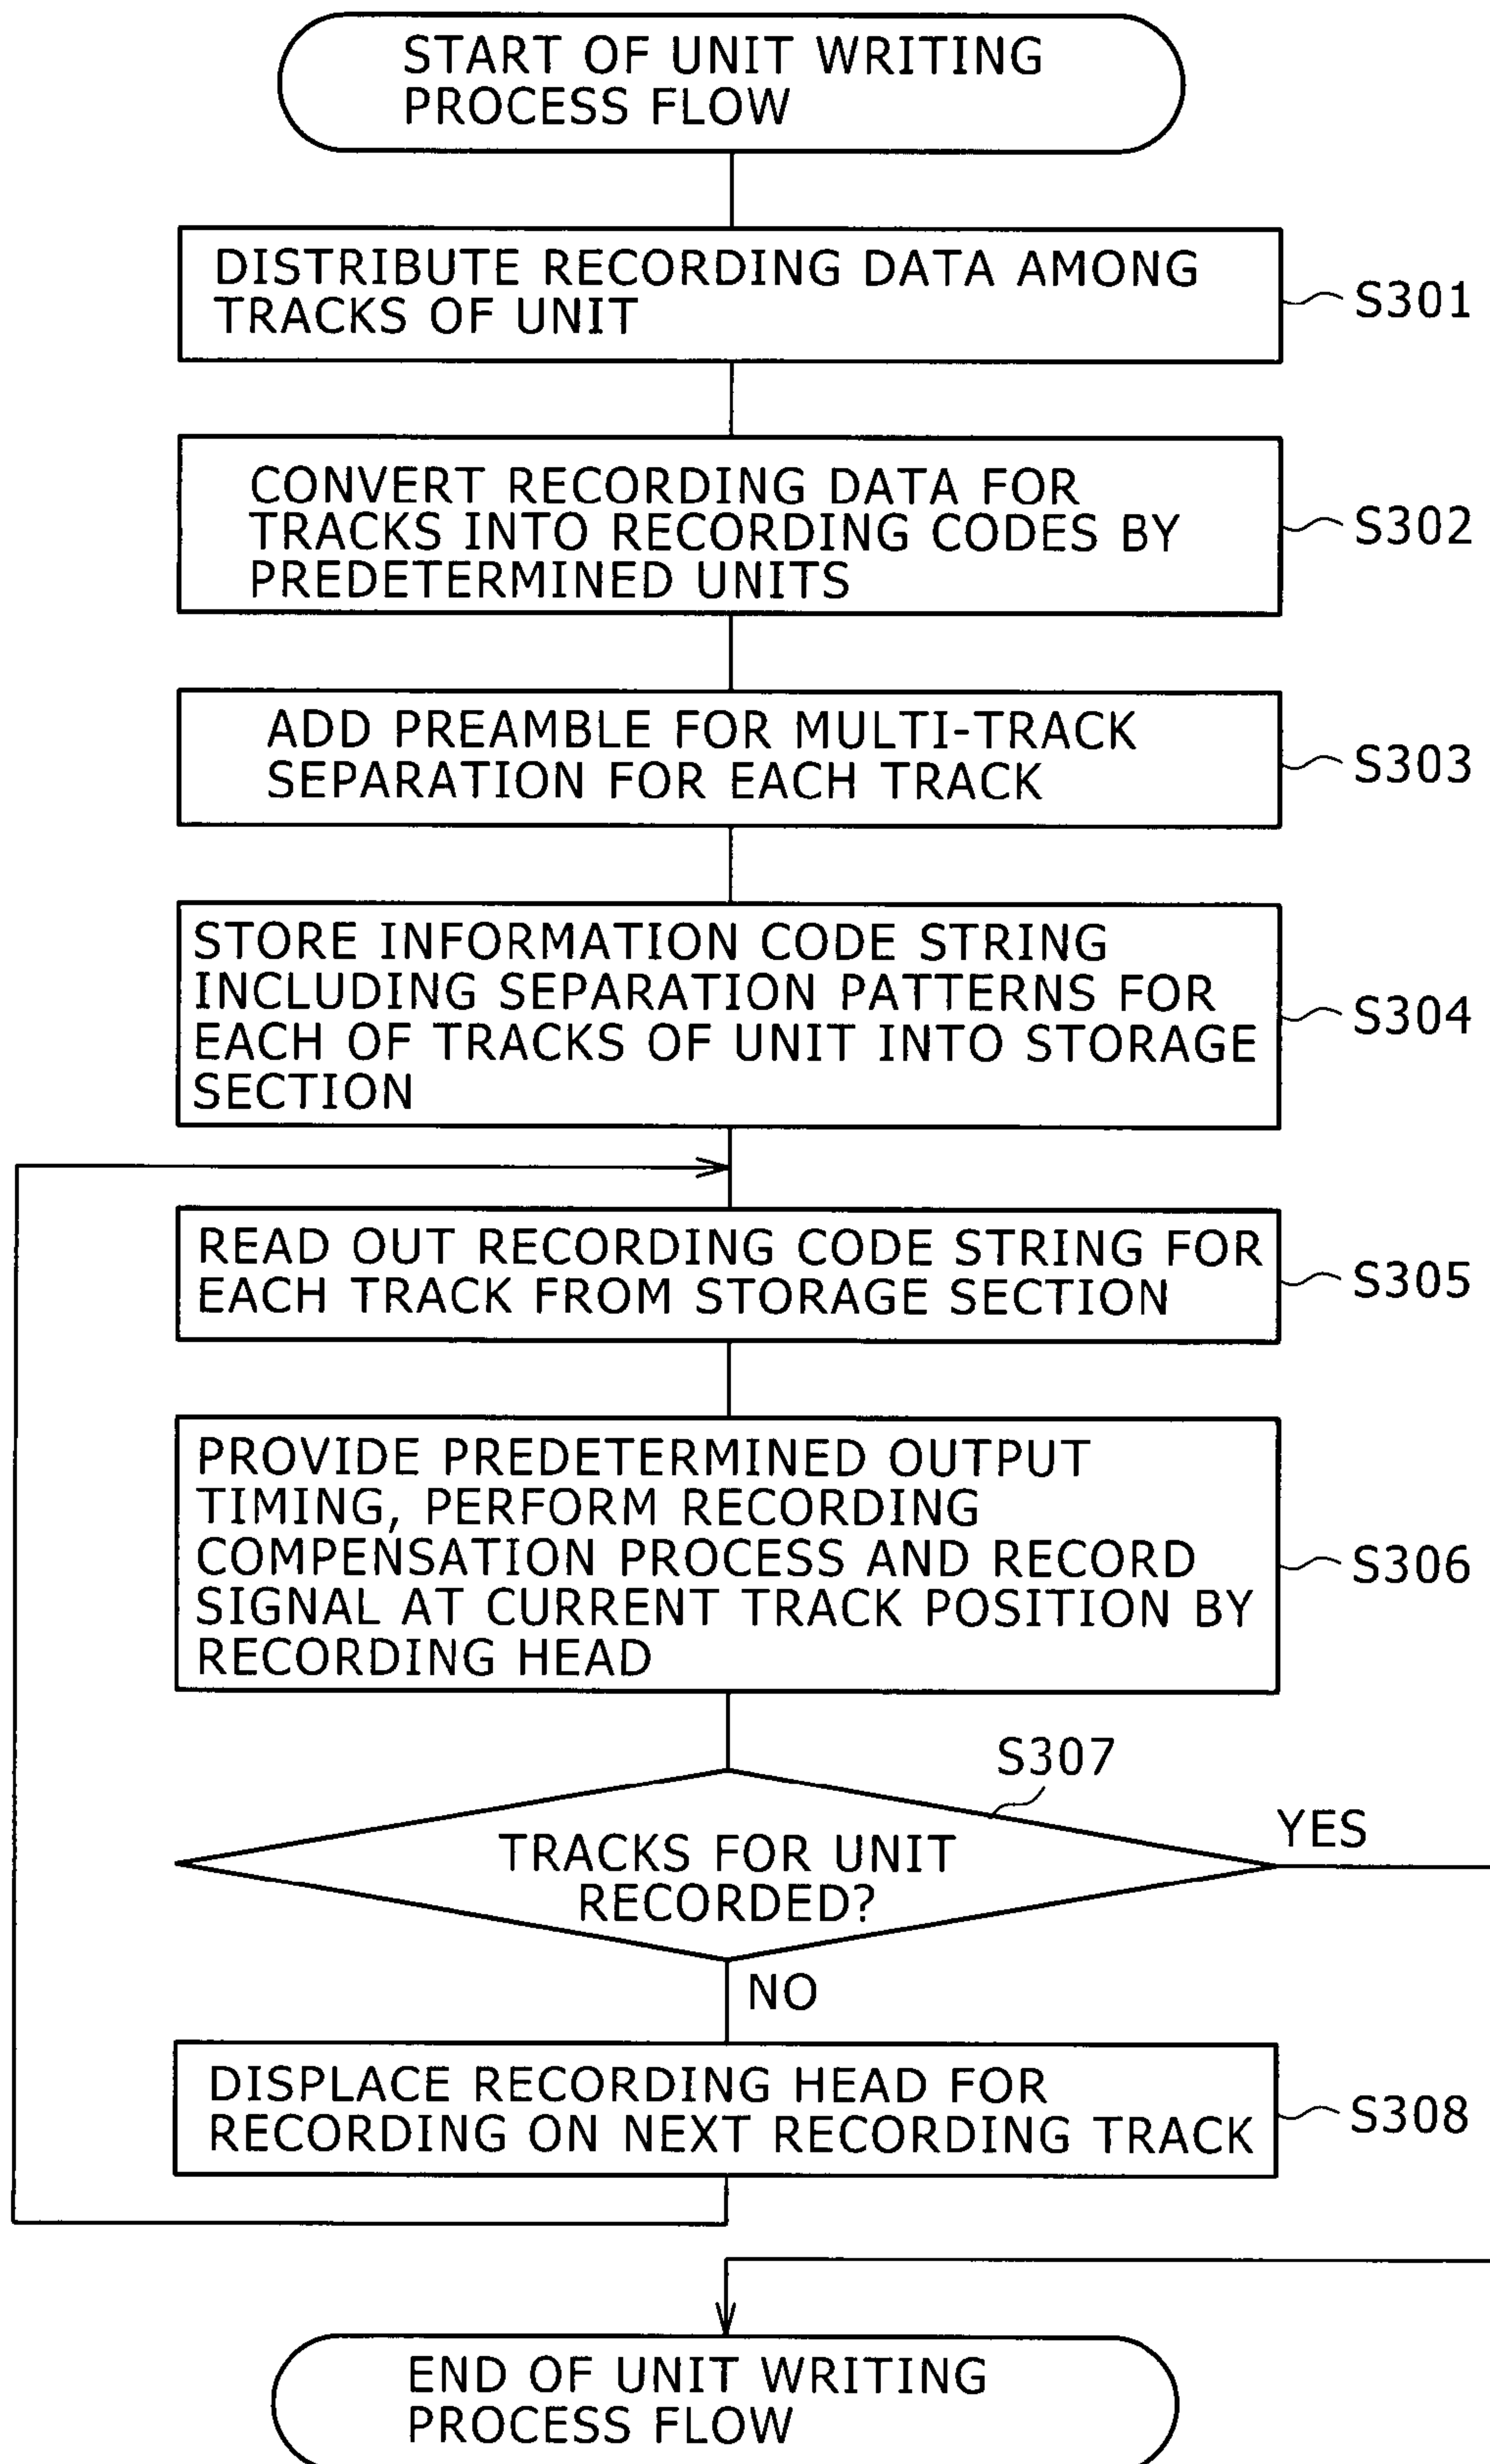 START OF UNIT WRITING
PROCESS FLOW
DISTRIBUTE RECORDING DATA AMONG
TRACKS OF UNIT
S301
CONVERT RECORDING DATA FOR
TRACKS INTO RECORDING CODES BY
PREDETERMINED UNITS
S302
ADD PREAMBLE FOR MULTI-TRACK
SEPARATION FOR EACH TRACK
S303
STORE INFORMATION CODE STRING
INCLUDING SEPARATION PATTERNS FOR
EACH OF TRACKS OF UNIT INTO STORAGE
SECTION
S304
READ OUT RECORDING CODE STRING FOR
EACH TRACK FROM STORAGE SECTION
S305
PROVIDE PREDETERMINED OUTPUT
TIMING, PERFORM RECORDING
COMPENSATION PROCESS AND RECORD
SIGNAL AT CURRENT TRACK POSITION BY
RECORDING HEAD
S306
S307
TRACKS FOR UNIT
RECORDED?
YES
NO
DISPLACE RECORDING HEAD FOR
RECORDING ON NEXT RECORDING TRACK
S308
END OF UNIT WRITING
PROCESS FLOW